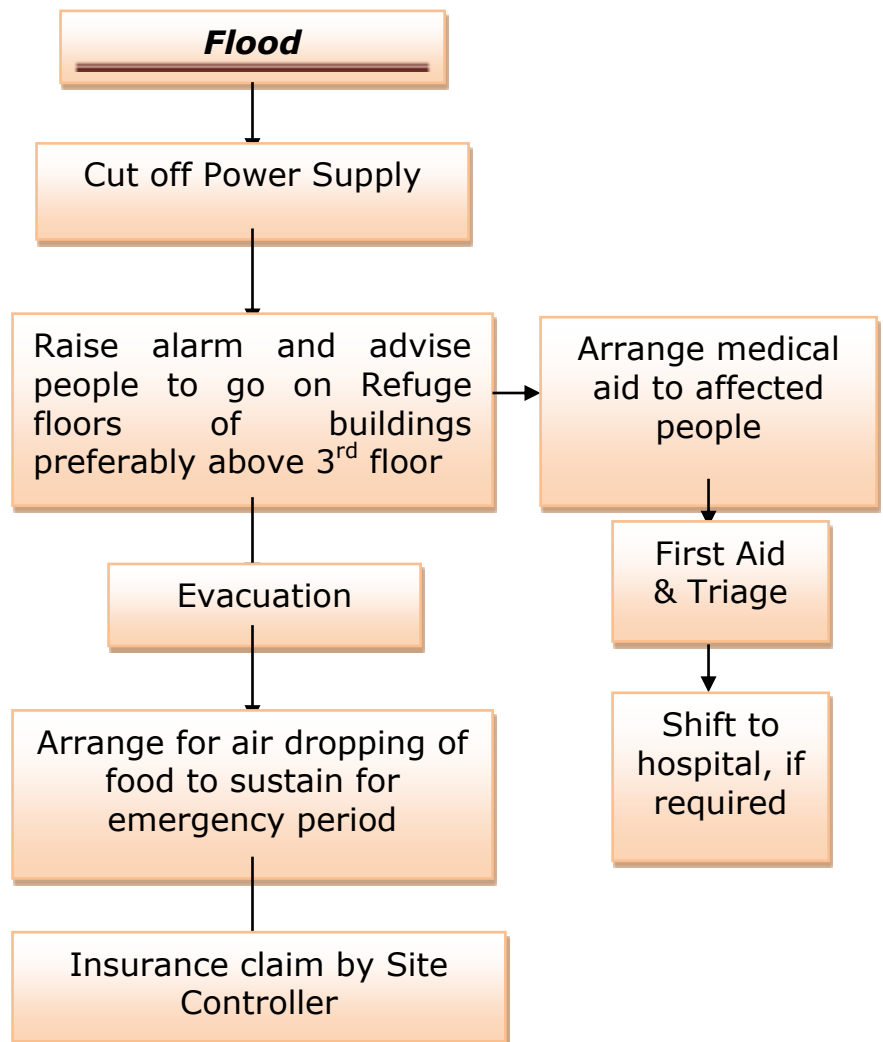 Flood
Cut off Power Supply
Raise alarm and advise
people to go on Refuge
floors of buildings
preferably above 3rd floor
Arrange medical
aid to affected
people
First Aid
& Triage
Evacuation
Shift to
hospital, if
required
Arrange for air dropping of
food to sustain for
emergency period
Insurance claim by Site
Controller